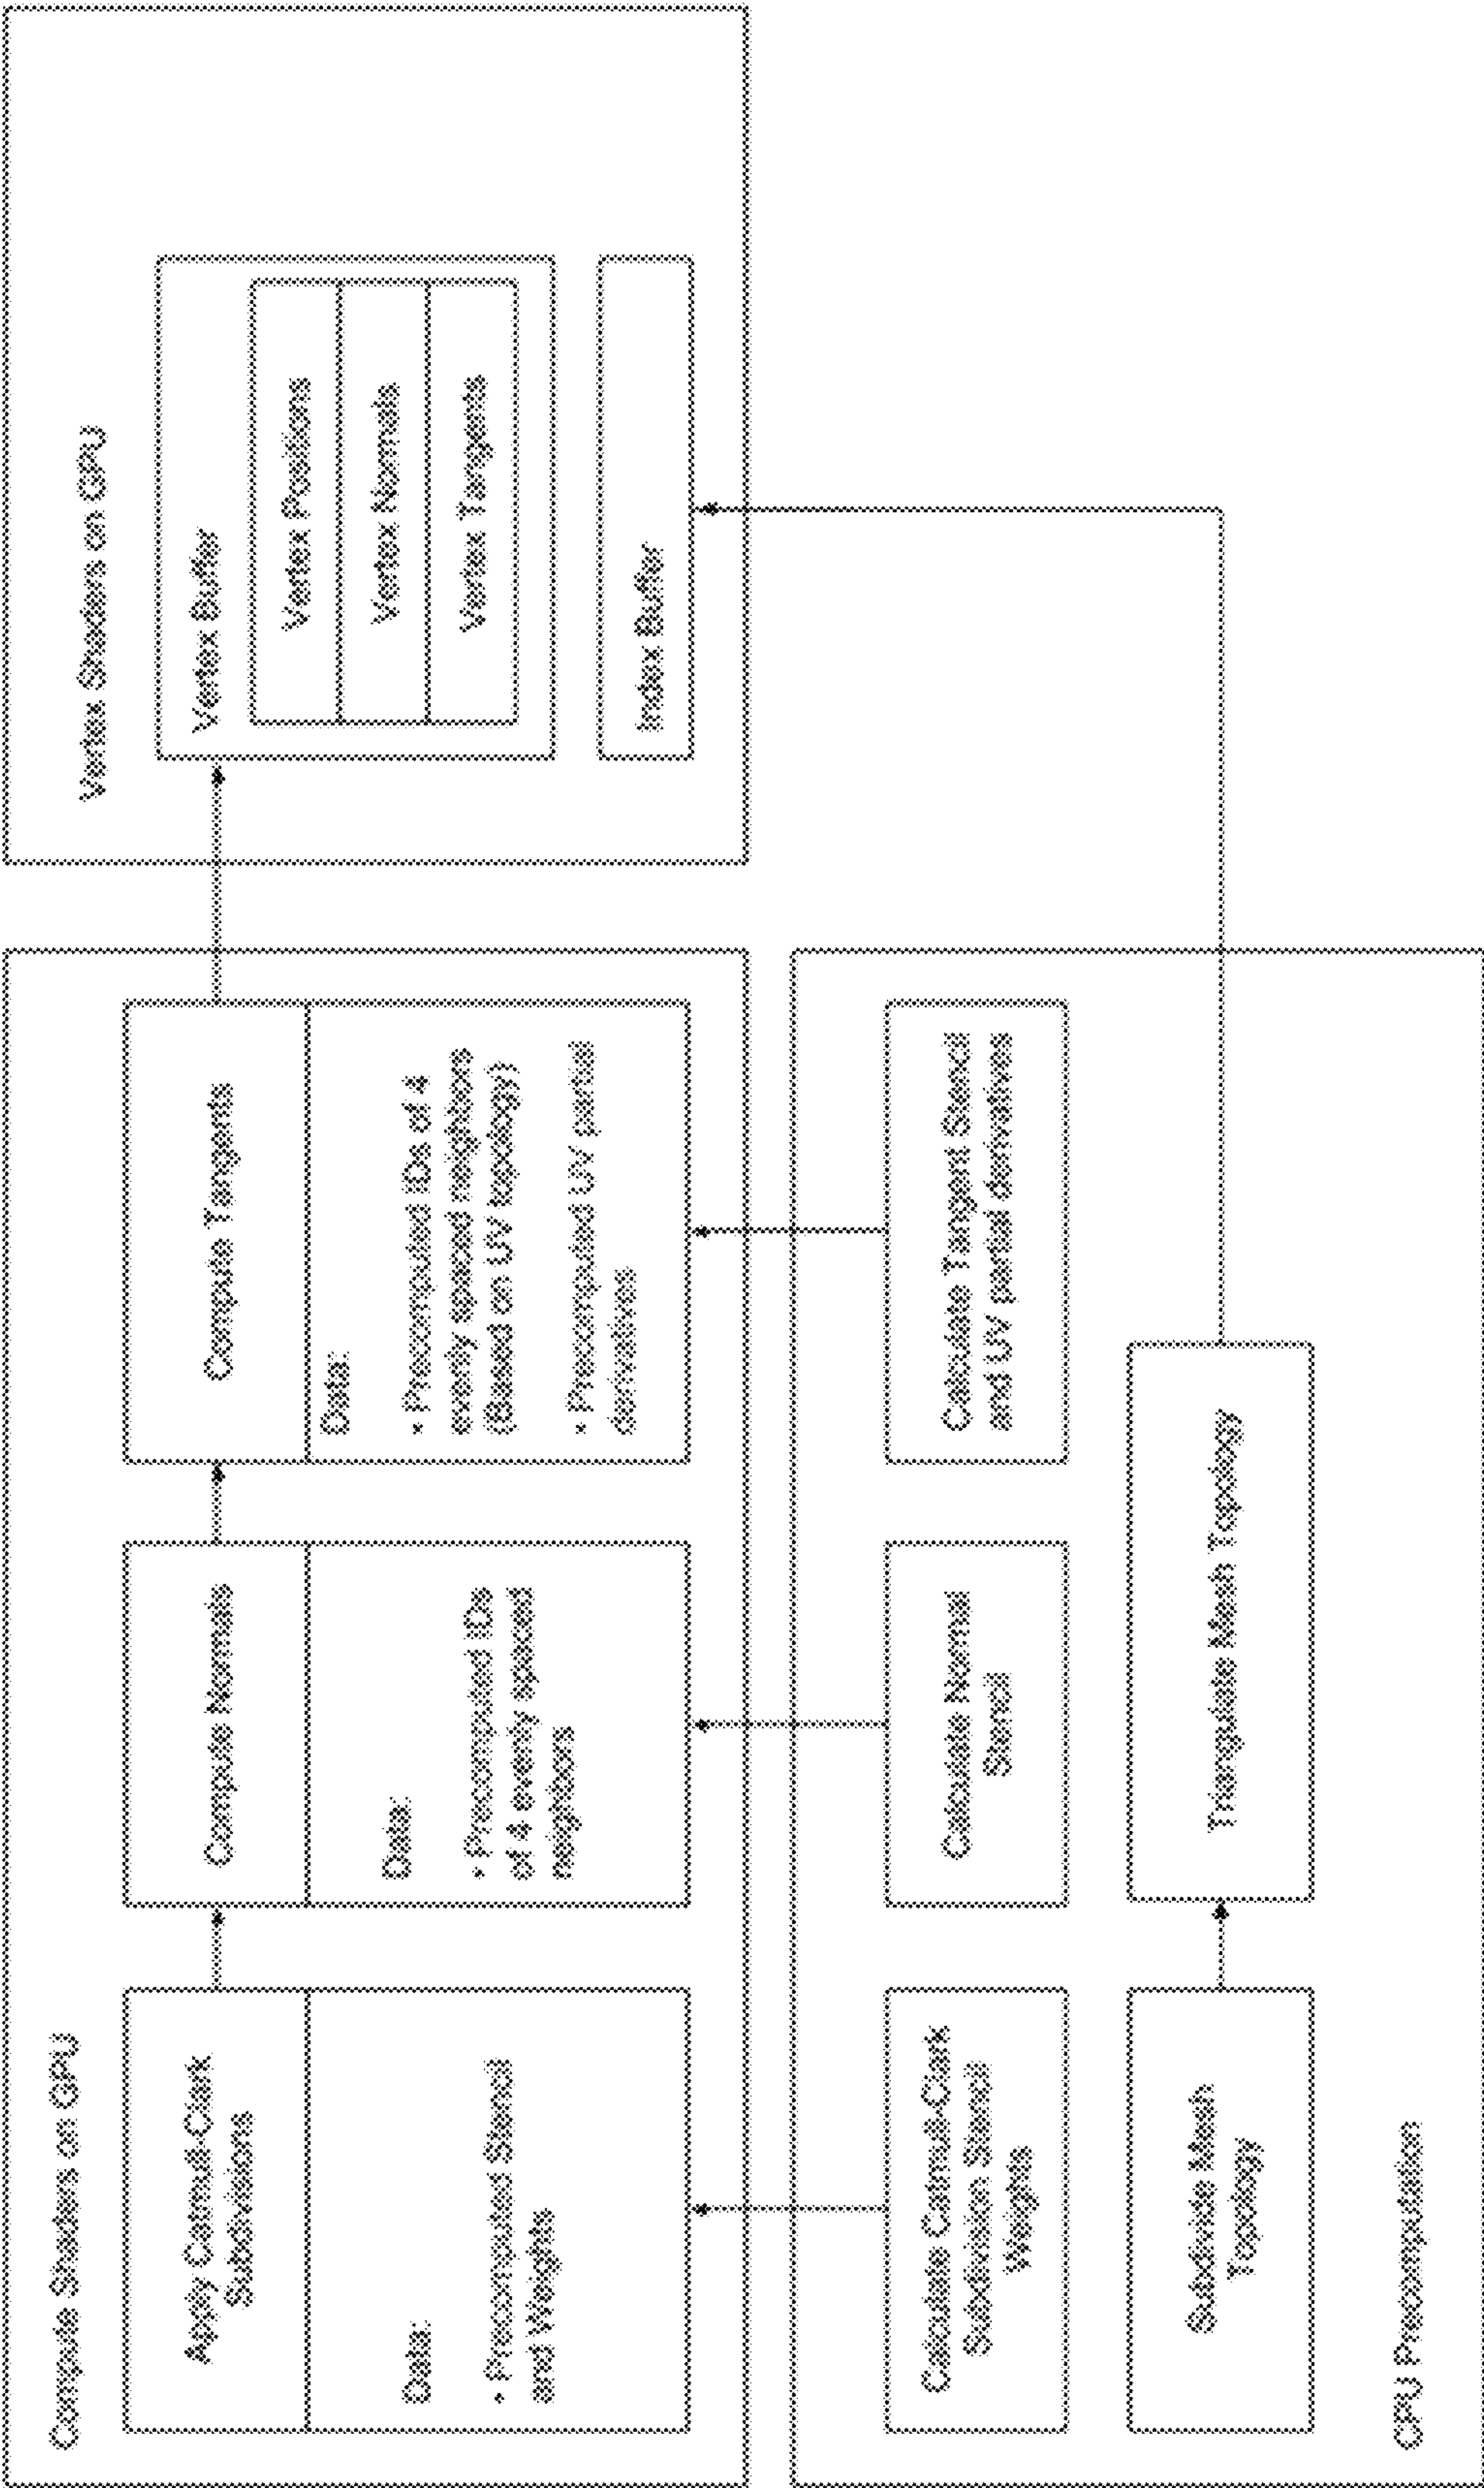 Compute Shaders on GPU
Apply Catmull-Clark
Subdivisions
Data:
• Precomputed Stencil
and Weights
Compute Normals
Data:
• Precomputed IDs
of 4 evenly spaced
neighbors
Compute Tangents
Data:
• Precomputed IDs of 4
evenly spaced neighbors
(Based on UV topology)
• Precomputed UV partial
derivatives
Vertex Shaders on GPU
Vertex Buffer
Vertex Positions
Vertex Normals
Vertex Tangents
Index Buffer
Calculate Catmull-Clark
Subdivision Stencil
Weights
Calculate Normal
Stencil
Calculate Tangent Stencil
and UV partial derivatives
Subdivide Mesh
Topology
Triangulate Mesh Topology
CPU Precomputation